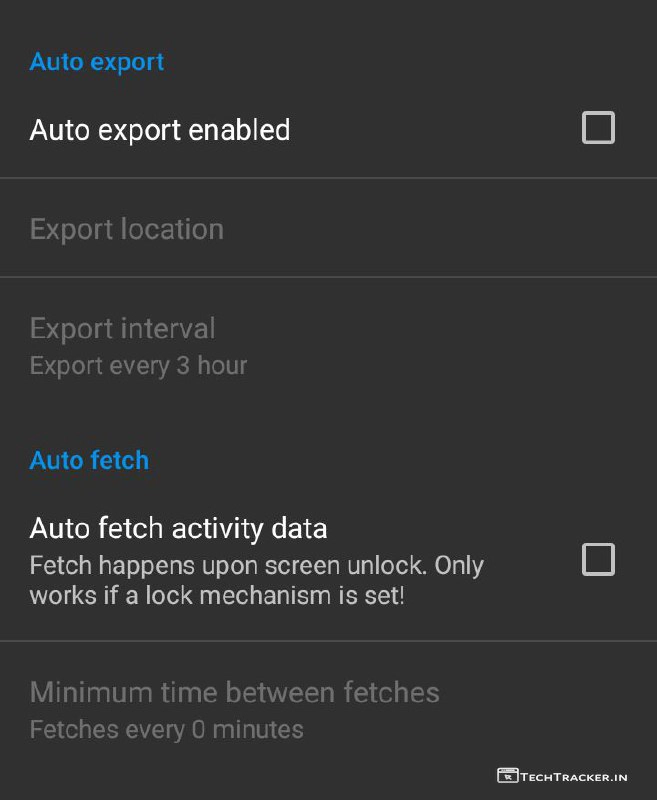 Auto export
Auto export enabled
Export location
Export interval
Export every 3 hour
Auto fetch
Auto fetch activity data
Fetch happens upon screen unlock. Only
works if a lock mechanism is set!
Minimum time between fetches
Fetches every 0 minutes
TechTracker.in